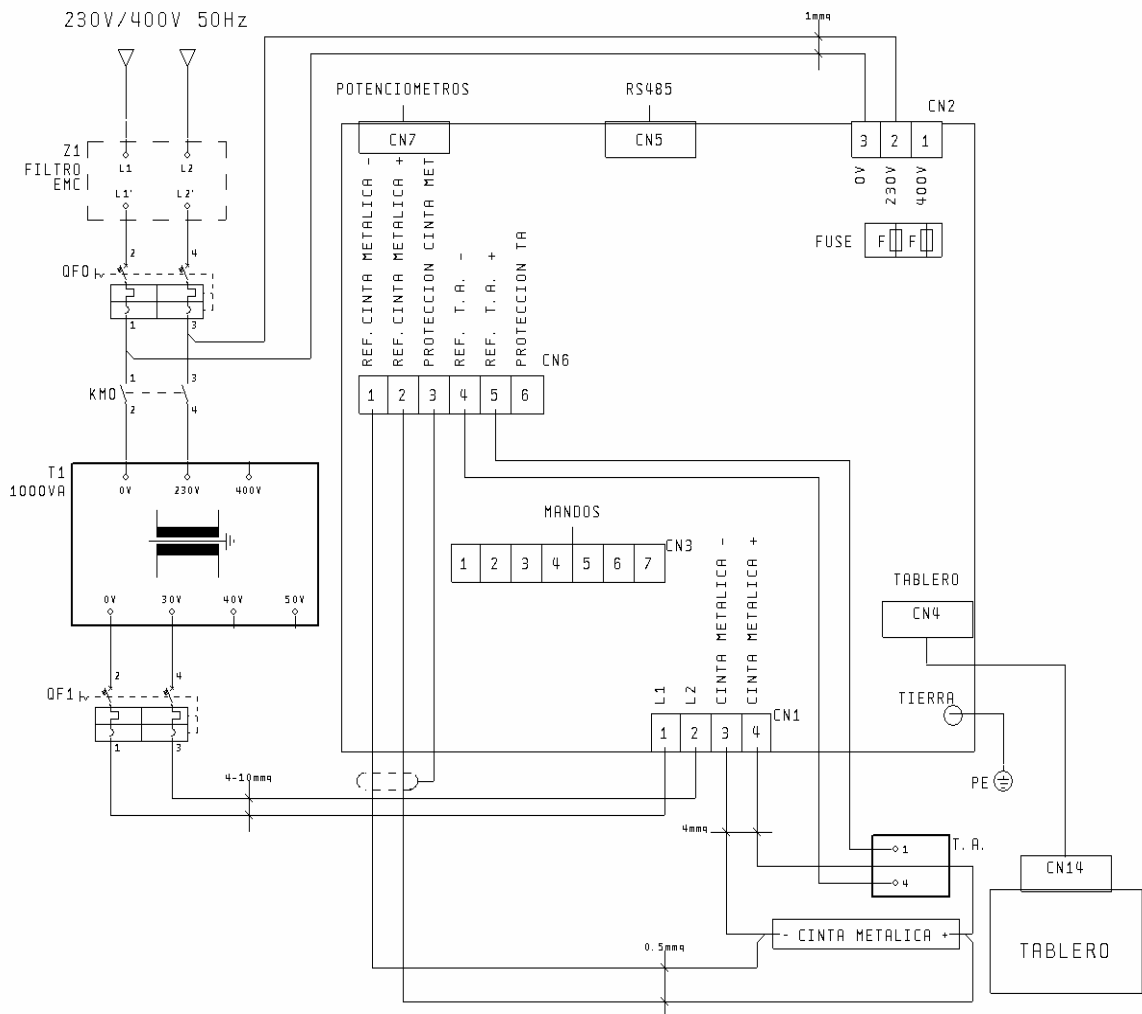 230V/400V 50Hz
1mmq
POTENCIOMETROS
RS485
CN2
CN7
CN5
3 2 1
0V
230V
400V
Z1
FILTRO
EMC
L1 L2
L1' L2'
FUSE
F F
2 4
QF0
1 3
REF. CINTA METALICA -
REF. CINTA METALICA +
PROTECCION CINTA MET
REF. T.A. -
REF. T.A. +
PROTECCION TA
CN6
1 2 3 4 5 6
1 3
KM0
2 4
T1
1000VA
0V 230V 400V
0V 30V 40V 50V
MANDOS
CN3
1 2 3 4 5 6 7
TABLERO
CN4
2 4
QF1
1 3
L1
L2
CINTA METALICA -
CINTA METALICA +
CN1
1 2 3 4
TIERRA
PE
4-10mmq
4mmq
T.A.
1
4
CN14
- CINTA METALICA +
0.5mmq
TABLERO